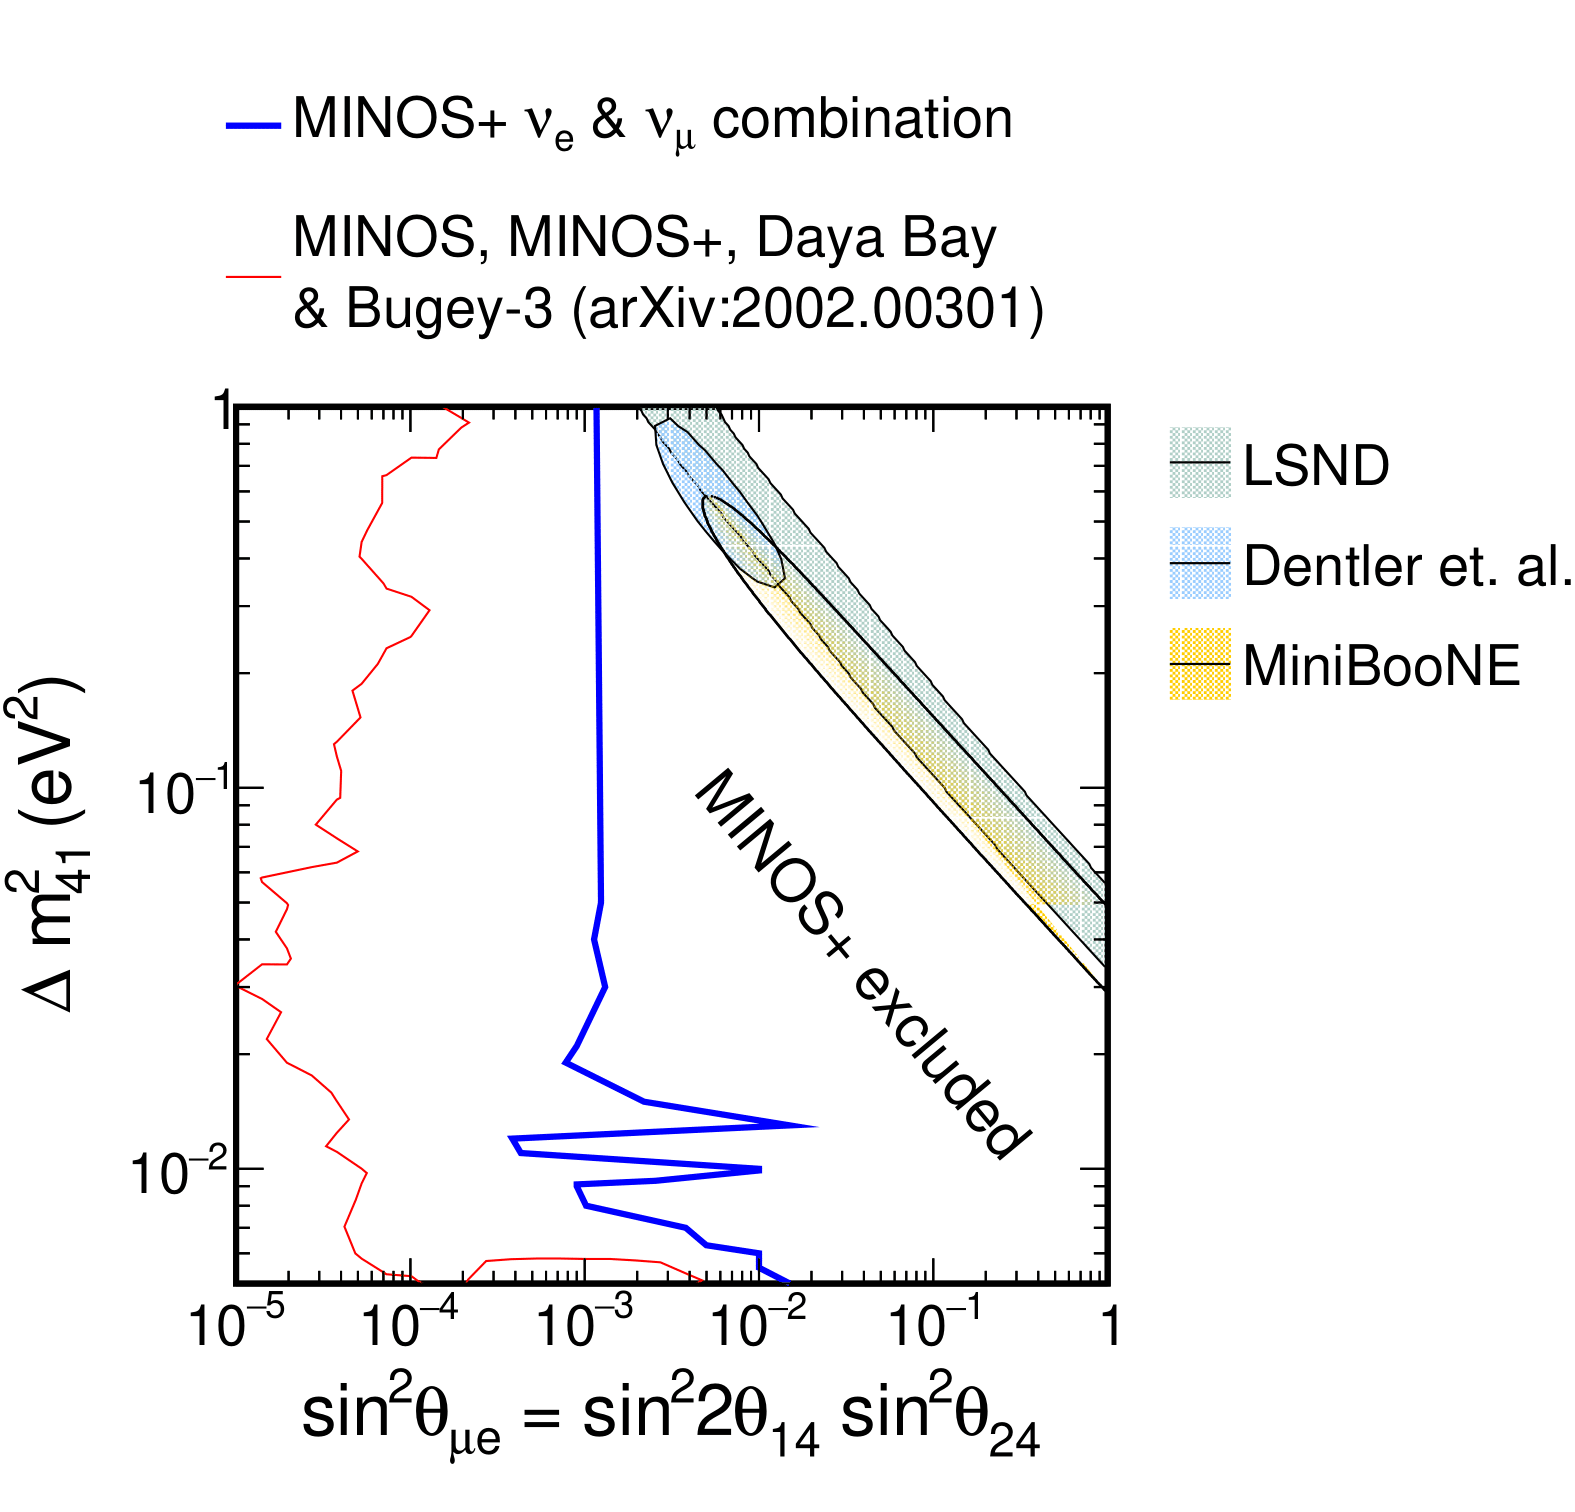 MINOS+ νe & νμ combination
MINOS, MINOS+, Daya Bay
& Bugey-3 (arXiv:2002.00301)
LSND
Dentler et. al.
MiniBooNE
Δ m²41 (eV²)
1
10⁻¹
10⁻²
MINOS+ excluded
10⁻⁵ 10⁻⁴ 10⁻³ 10⁻² 10⁻¹ 1
sin²θμe = sin²2θ14 sin²θ24